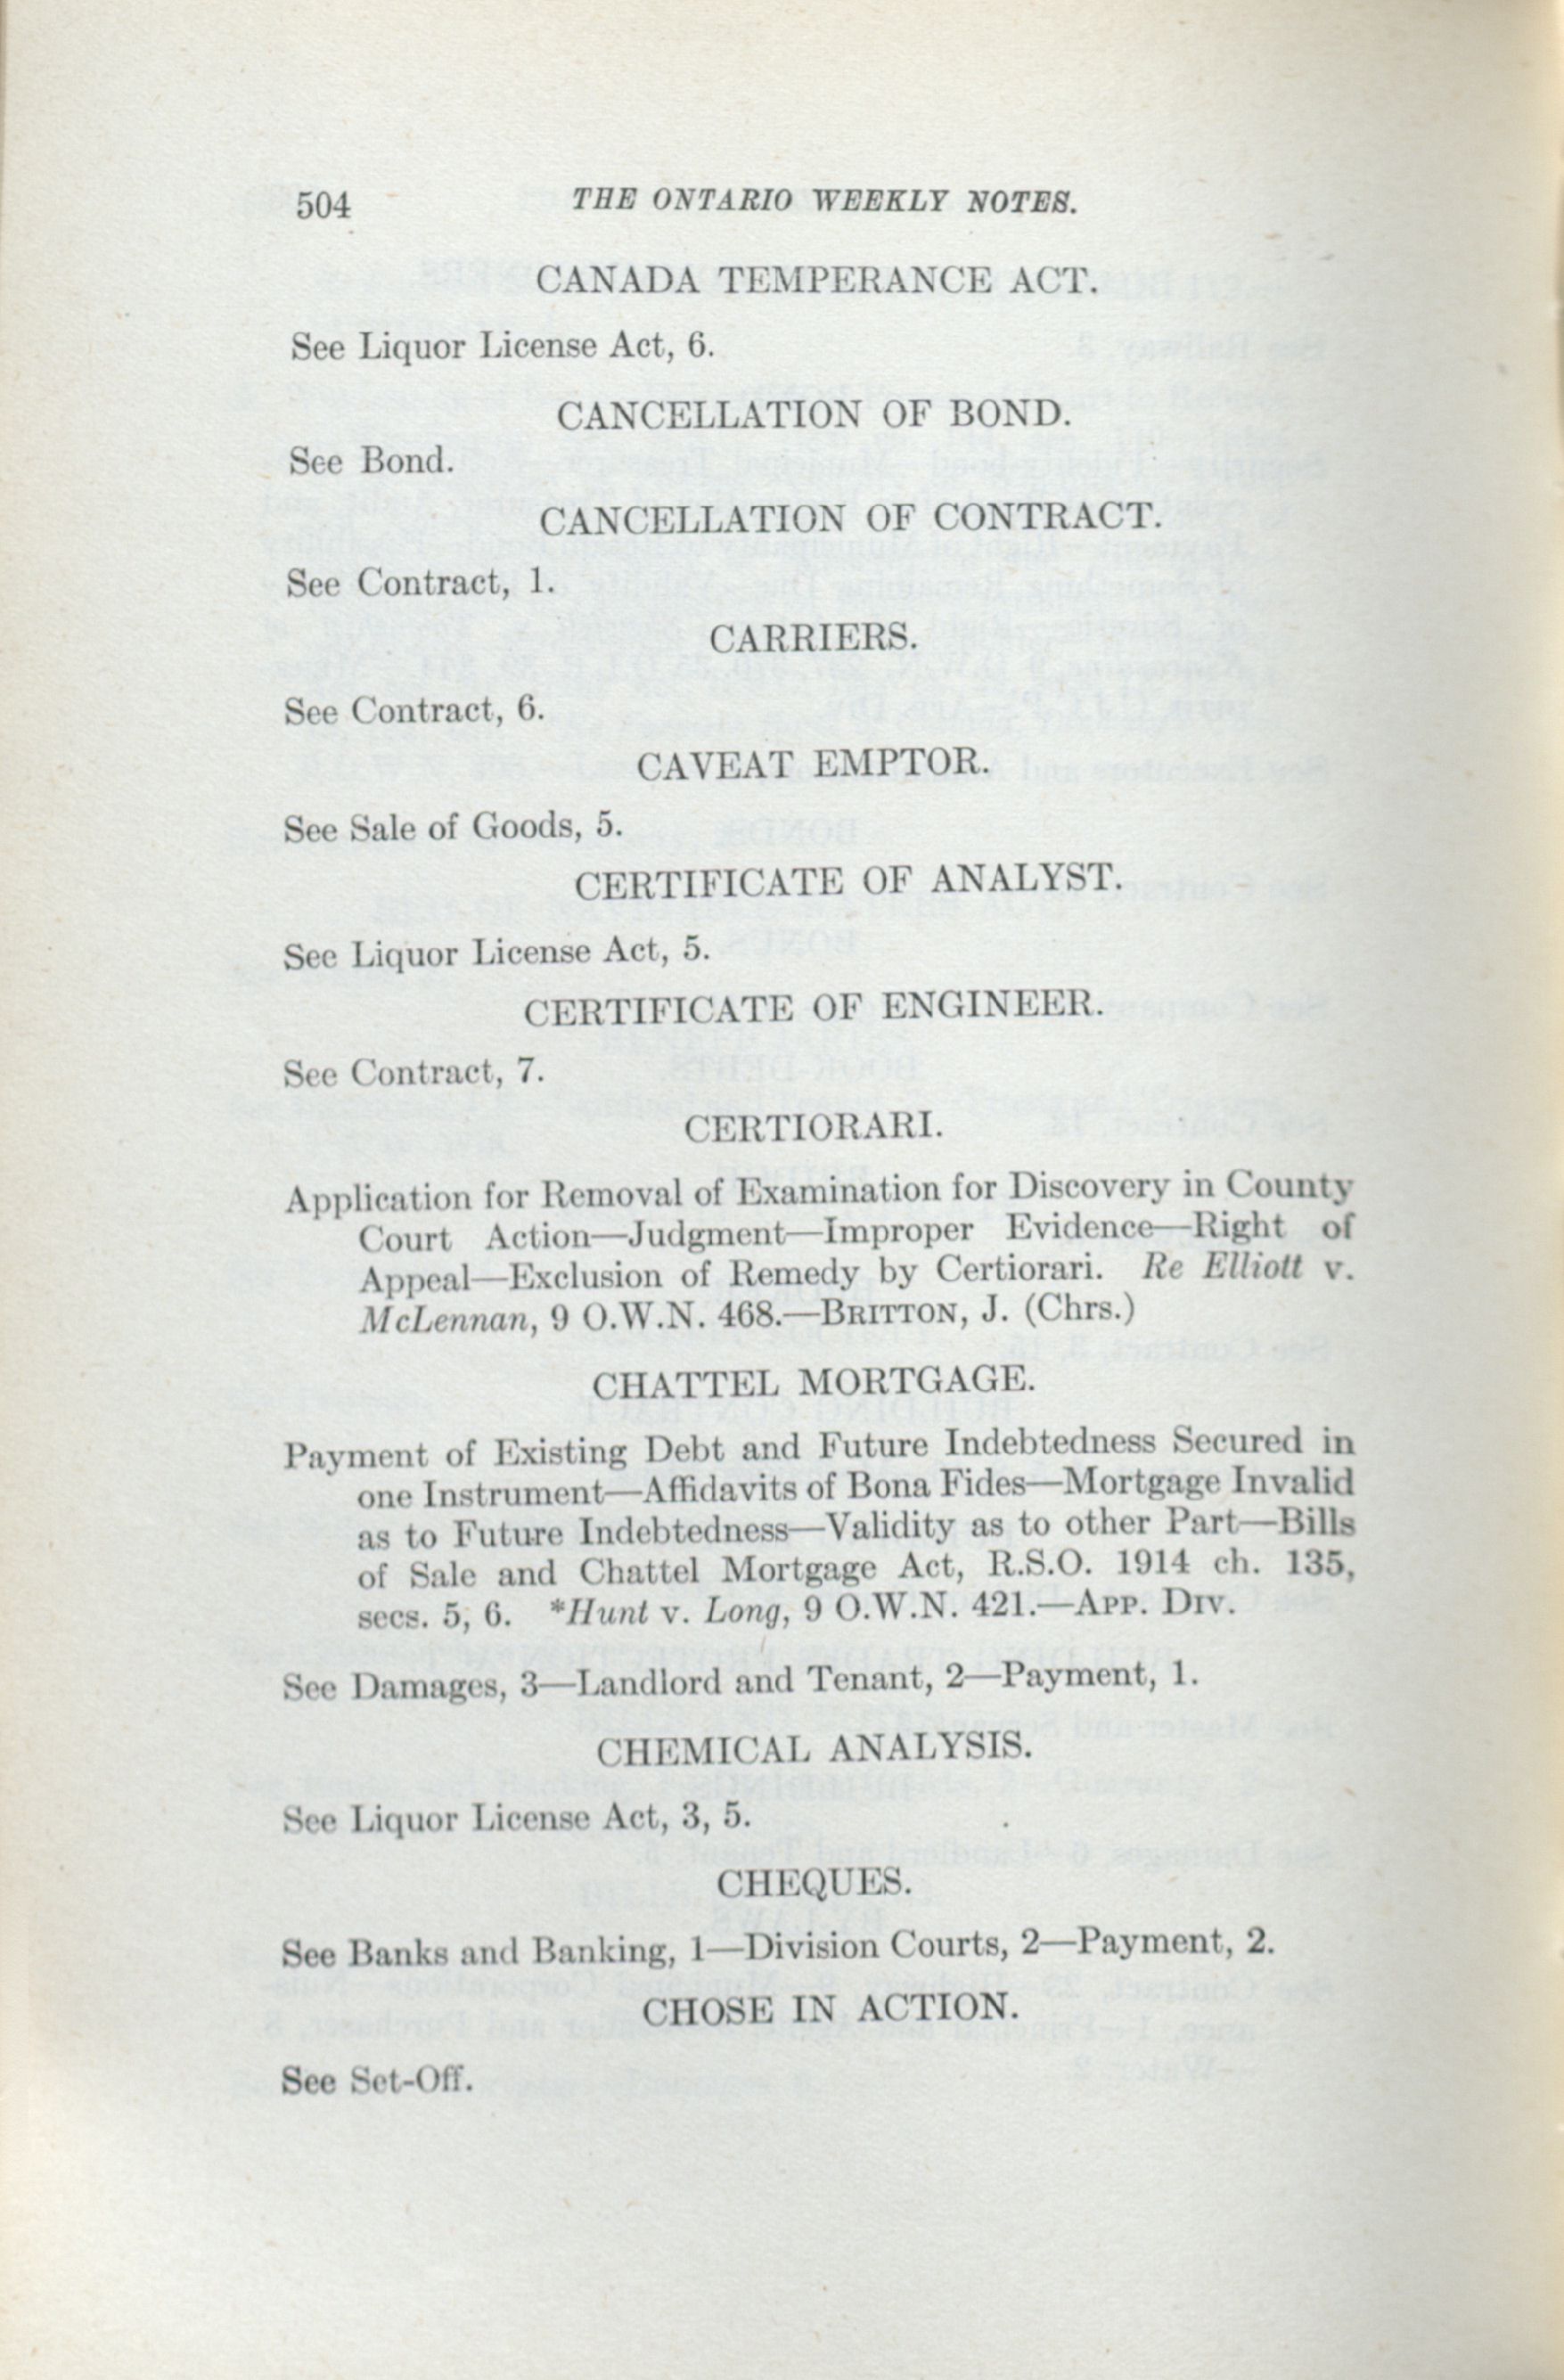 504 THE ONTARIO WEEKLY NOTES.
CANADA TEMPERANCE ACT.
See Liquor License Act, 6.
CANCELLATION OF BOND.
See Bond.
CANCELLATION OF CONTRACT.
See Contract, 1.
CARRIERS.
See Contract, 6.
CAVEAT EMPTOR.
See Sale of Goods, 5.
CERTIFICATE OF ANALYST.
See Liquor License Act, 5.
CERTIFICATE OF ENGINEER.
See Contract, 7.
CERTIORARI.
Application for Removal of Examination for Discovery in County
Court Action—Judgment—Improper Evidence—Right of
Appeal—Exclusion of Remedy by Certiorari. Re Elliott v.
McLennan, 9 O.W.N. 468.—BRITTON, J. (Chrs.)
CHATTEL MORTGAGE.
Payment of Existing Debt and Future Indebtedness Secured in
one Instrument—Affidavits of Bona Fides—Mortgage Invalid
as to Future Indebtedness—Validity as to other Part—Bills
of Sale and Chattel Mortgage Act, R.S.O. 1914 ch. 135,
secs. 5, 6. *Hunt v. Long, 9 O.W.N. 421.—APP. DIV.
See Damages, 3—Landlord and Tenant, 2—Payment, 1.
CHEMICAL ANALYSIS.
See Liquor License Act, 3, 5.
CHEQUES.
See Banks and Banking, 1—Division Courts, 2—Payment, 2.
CHOSE IN ACTION.
See Set-Off.